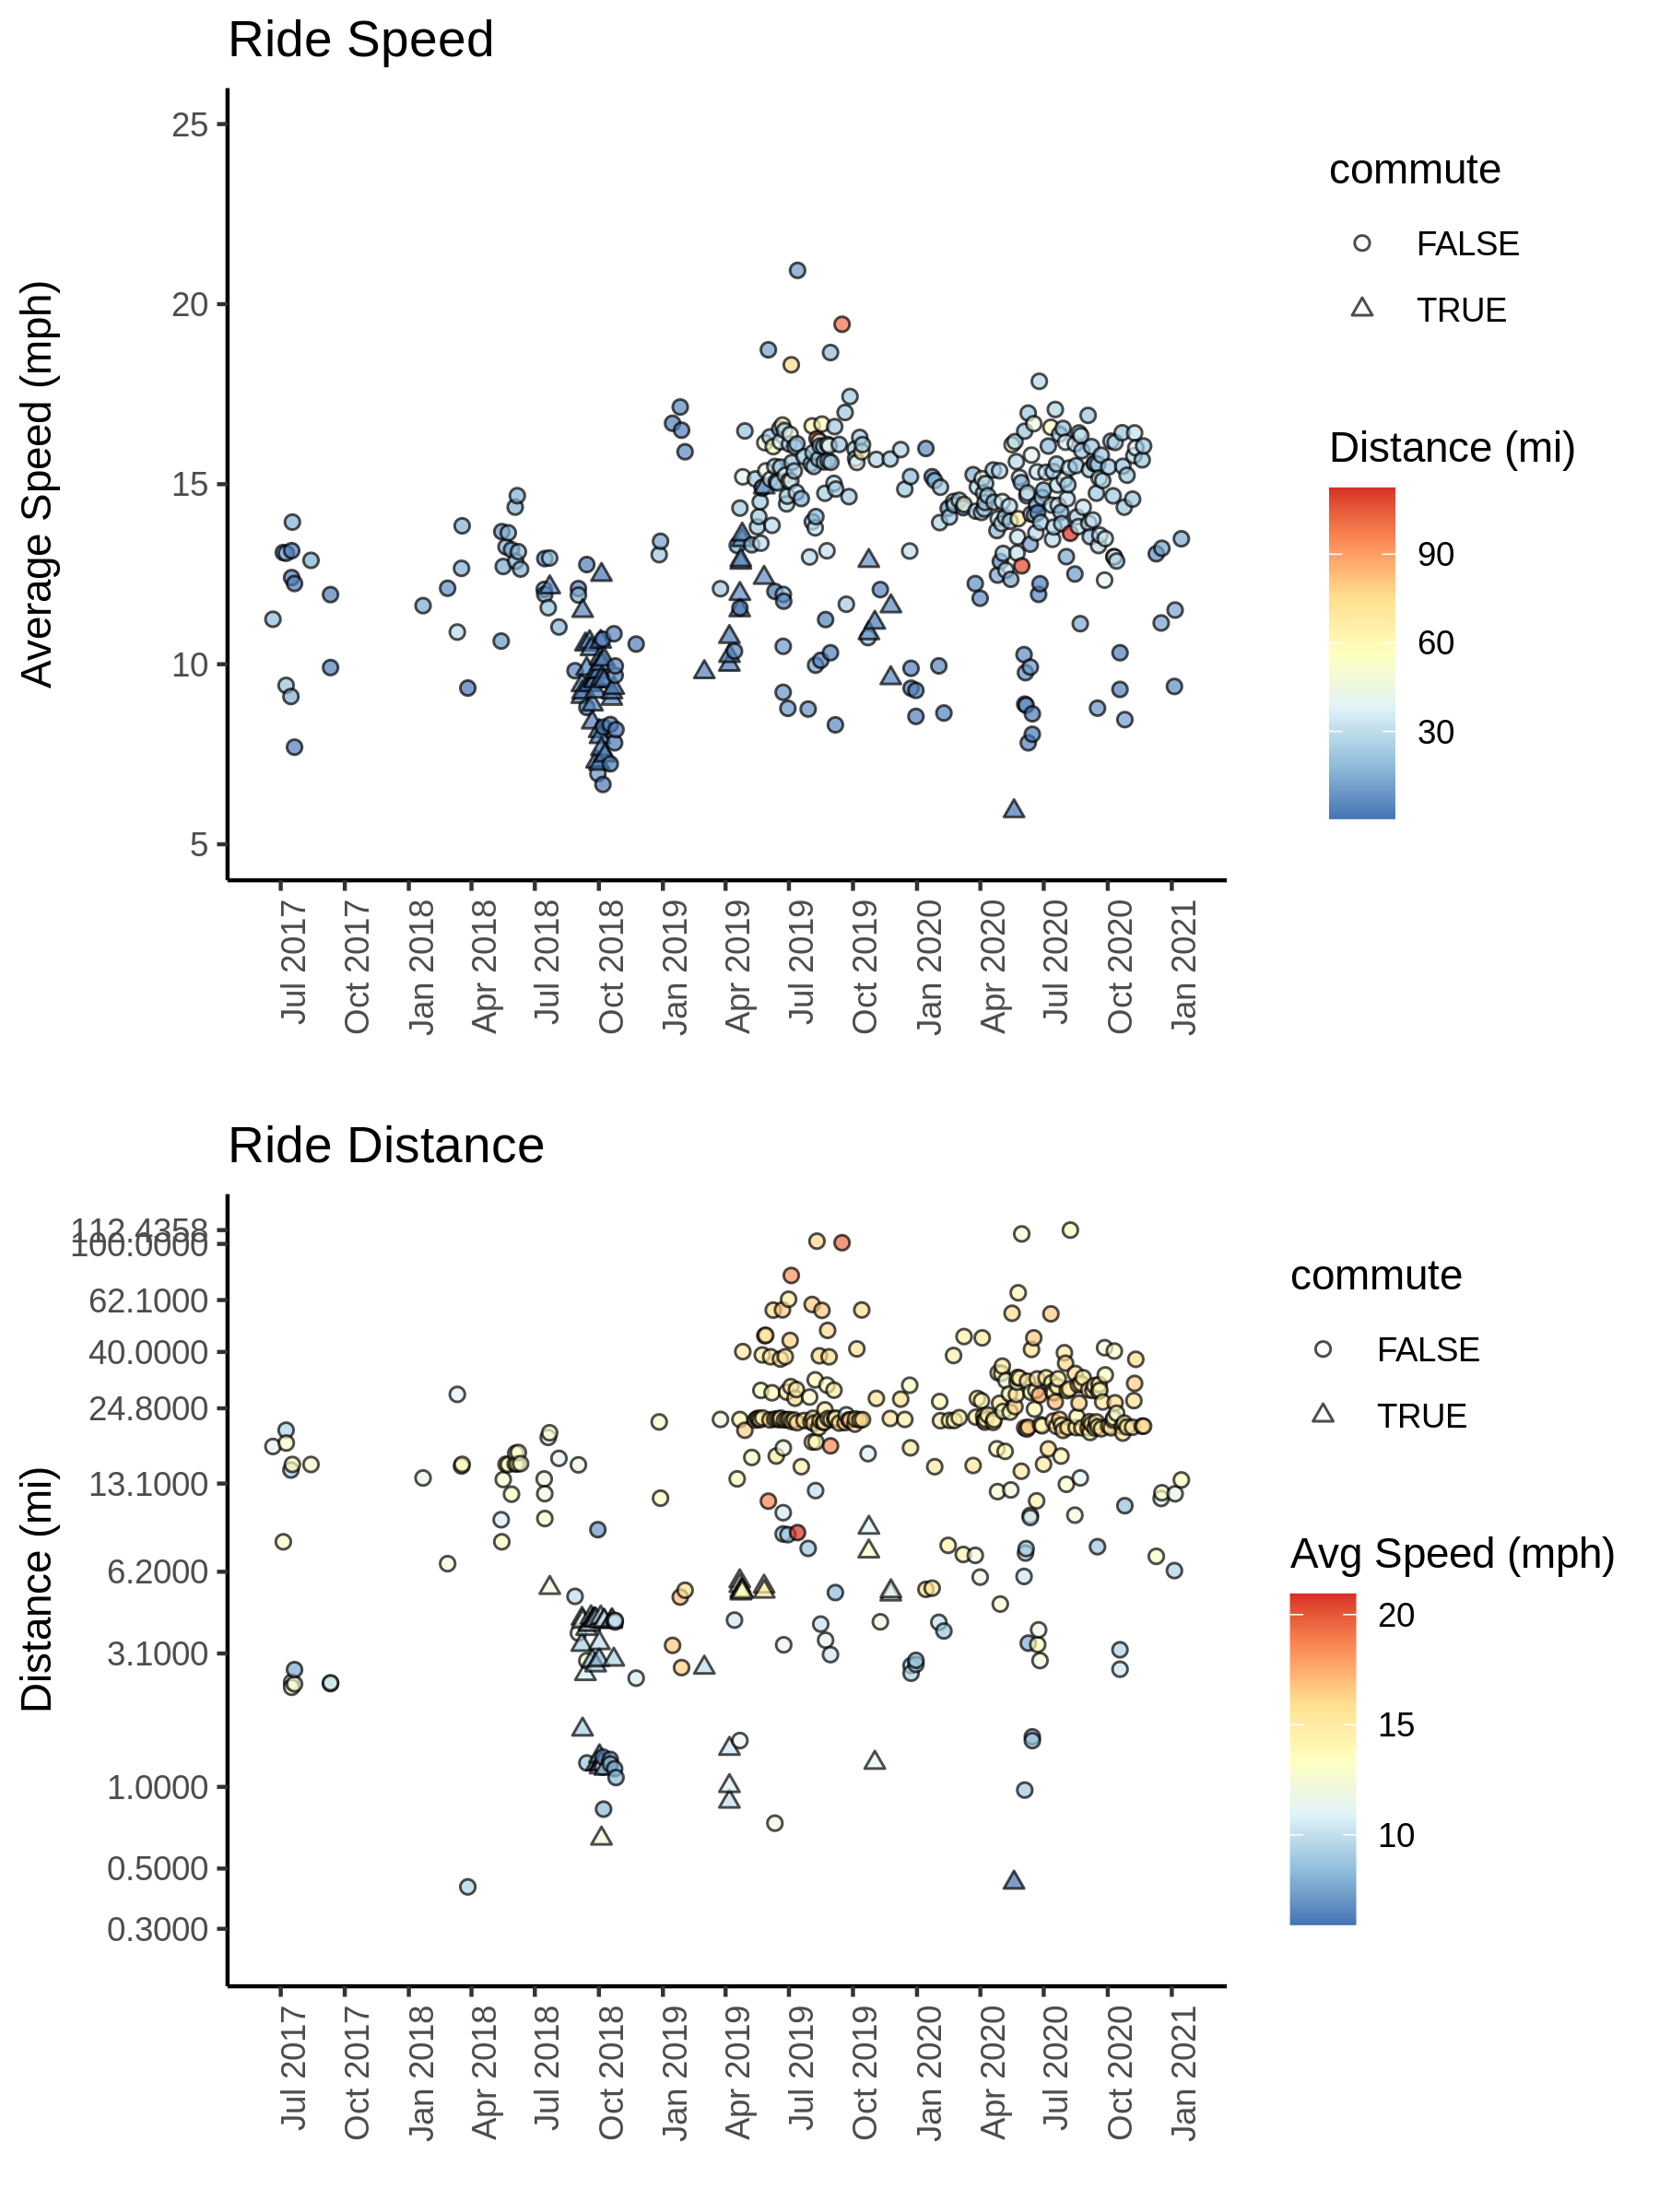 Ride Speed
Average Speed (mph)
25
20
15
10
5
Jul 2017
Oct 2017
Jan 2018
Apr 2018
Jul 2018
Oct 2018
Jan 2019
Apr 2019
Jul 2019
Oct 2019
Jan 2020
Apr 2020
Jul 2020
Oct 2020
Jan 2021
commute
FALSE
TRUE
Distance (mi)
90
60
30
Ride Distance
Distance (mi)
112.4358
100.0000
62.1000
40.0000
24.8000
13.1000
6.2000
3.1000
1.0000
0.5000
0.3000
Jul 2017
Oct 2017
Jan 2018
Apr 2018
Jul 2018
Oct 2018
Jan 2019
Apr 2019
Jul 2019
Oct 2019
Jan 2020
Apr 2020
Jul 2020
Oct 2020
Jan 2021
commute
FALSE
TRUE
Avg Speed (mph)
20
15
10